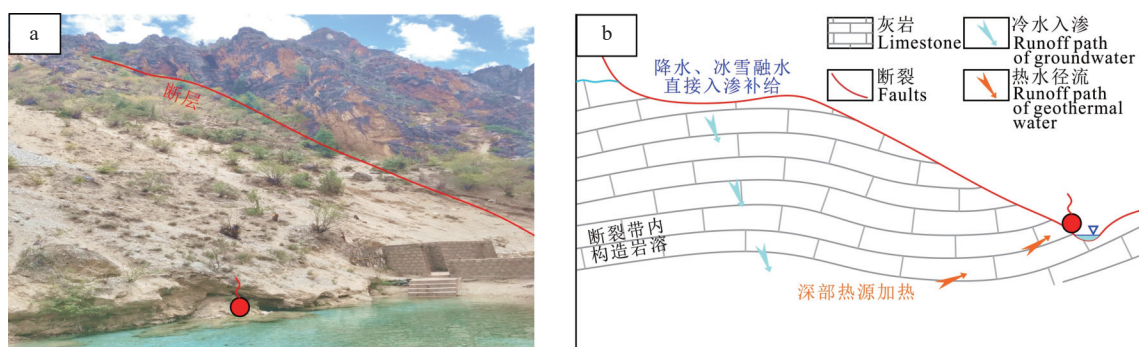 a
断层
b
降水、冰雪融水
直接入渗补给
断裂带内
构造岩溶
深部热源加热
灰岩
Limestone
冷水入渗
Runoff path
of groundwater
断裂
Faults
热水径流
Runoff path
of geothermal
water